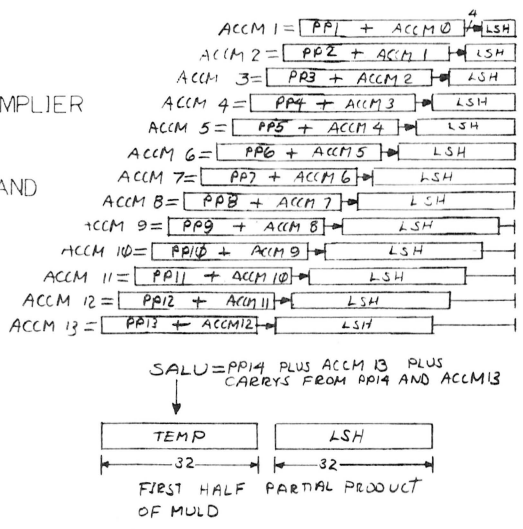 4
ACCM 1 = PP1 + ACCM 0 LSH
ACCM 2 = PP2 + ACCM 1 LSH
ACCM 3 = PP3 + ACCM 2 LSH
MPLIER ACCM 4 = PP4 + ACCM 3 LSH
ACCM 5 = PP5 + ACCM 4 LSH
ACCM 6 = PP6 + ACCM 5 LSH
AND ACCM 7 = PP7 + ACCM 6 LSH
ACCM 8 = PP8 + ACCM 7 LSH
ACCM 9 = PP9 + ACCM 8 LSH
ACCM 10 = PP10 + ACCM 9 LSH
ACCM 11 = PP11 + ACCM 10 LSH
ACCM 12 = PP12 + ACCM 11 LSH
ACCM 13 = PP13 + ACCM12 LSH
SALU = PP14 PLUS ACCM 13 PLUS
CARRYS FROM PP14 AND ACCM13
TEMP LSH
32 32
FIRST HALF PARTIAL PRODUCT
OF MULD